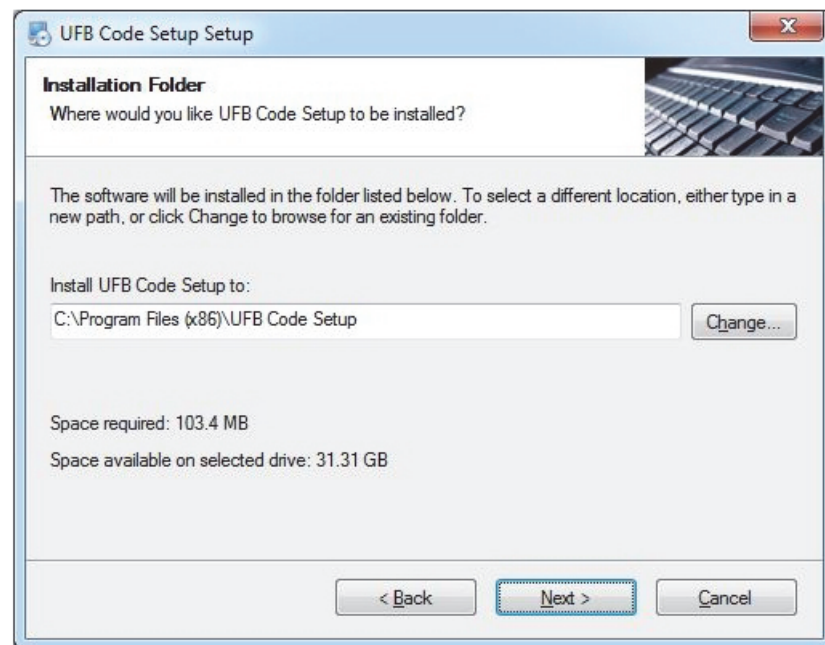 UFB Code Setup Setup
Installation Folder
Where would you like UFB Code Setup to be installed?
The software will be installed in the folder listed below. To select a different location, either type in a
new path, or click Change to browse for an existing folder.
Install UFB Code Setup to:
C:\Program Files (x86)\UFB Code Setup
Change...
Space required: 103.4 MB
Space available on selected drive: 31.31 GB
< Back
Next >
Cancel